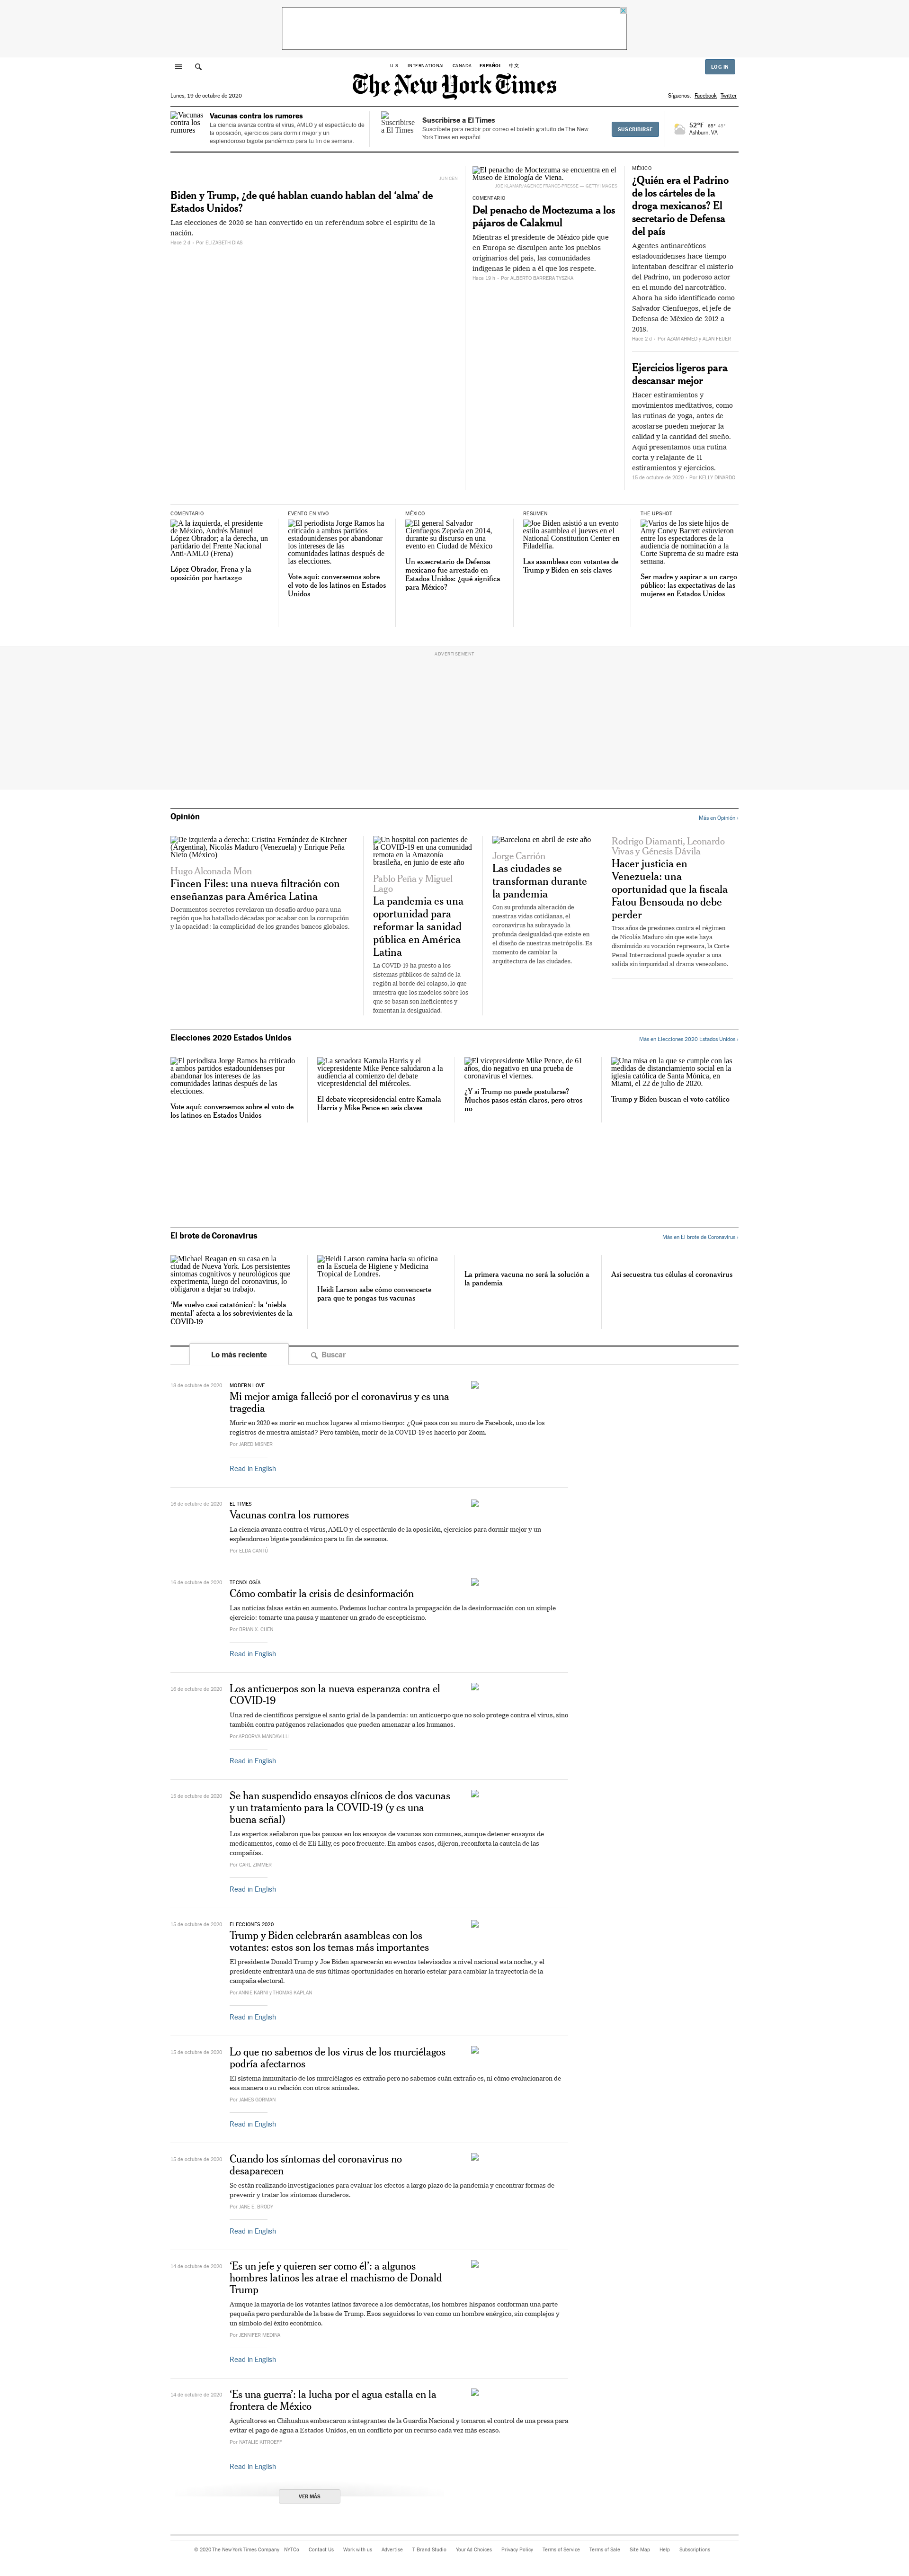 U.S. INTERNATIONAL CANADA ESPAÑOL 中文
LOG IN
The New York Times
Lunes, 19 de octubre de 2020
Síguenos: Facebook Twitter
Vacunas contra los rumores
Vacunas contra los rumores
La ciencia avanza contra el virus, AMLO y el espectáculo de
la oposición, ejercicios para dormir mejor y un
esplendoroso bigote pandémico para tu fin de semana.
Suscribirse a El Times
Suscribirse a El Times
Suscríbete para recibir por correo el boletín gratuito de The New
York Times en español.
SUSCRIBIRSE
52°F
Ashburn, VA
Biden y Trump, ¿de qué hablan cuando hablan del ‘alma’ de
Estados Unidos?
Las elecciones de 2020 se han convertido en un referéndum sobre el espíritu de la
nación.
Hace 2 d – Por ELIZABETH DIAS
El penacho de Moctezuma se encuentra en el
Museo de Etnología de Viena.
JOE KLAMAR/AGENCE FRANCE-PRESSE — GETTY IMAGES
COMENTARIO
Del penacho de Moctezuma a los
pájaros de Calakmul
Mientras el presidente de México pide que
en Europa se disculpen ante los pueblos
originarios del país, las comunidades
indígenas le piden a él que los respete.
Por ALBERTO BARRERA TYSZKA
MÉXICO
¿Quién era el Padrino
de los cárteles de la
droga mexicanos? El
secretario de Defensa
del país
Agentes antinarcóticos
estadounidenses hace tiempo
intentaban descifrar el misterio
del Padrino, un poderoso actor
en el mundo del narcotráfico.
Ahora ha sido identificado como
Salvador Cienfuegos, el jefe de
Defensa de México de 2012 a
2018.
Hace 2 d – Por AZAM AHMED y ALAN FEUER
Ejercicios ligeros para
descansar mejor
Hacer estiramientos y
movimientos meditativos, como
las rutinas de yoga, antes de
acostarse pueden mejorar la
calidad y la cantidad del sueño.
Aquí presentamos una rutina
corta y relajante de 11
estiramientos y ejercicios.
15 de octubre de 2020 – Por KELLY DINARDO
COMENTARIO
A la izquierda, el presidente
de México, Andrés Manuel
López Obrador; a la derecha, un
partidario del Frente Nacional
Anti-AMLO (Frena)
López Obrador, Frena y la
oposición por hartazgo
EVENTO EN VIVO
El periodista Jorge Ramos ha
criticado a ambos partidos
estadounidenses por abandonar
los intereses de las
comunidades latinas después de
las elecciones.
Vote aquí: conversemos sobre
el voto de los latinos en Estados
Unidos
MÉXICO
El general Salvador
Cienfuegos Zepeda en 2014,
durante su discurso en una
evento en Ciudad de México
Un exsecretario de Defensa
mexicano fue arrestado en
Estados Unidos: ¿qué significa
para México?
RESUMEN
Joe Biden asistió a un evento
estilo asamblea el jueves en el
National Constitution Center en
Filadelfia.
Las asambleas con votantes de
Trump y Biden en seis claves
THE UPSHOT
Varios de los siete hijos de
Amy Coney Barrett estuvieron
entre los espectadores de la
audiencia de nominación a la
Corte Suprema de su madre esta
semana.
Ser madre y aspirar a un cargo
público: las expectativas de las
mujeres en Estados Unidos
ADVERTISEMENT
Opinión
Más en Opinión ›
De izquierda a derecha: Cristina Fernández de Kirchner
(Argentina), Nicolás Maduro (Venezuela) y Enrique Peña
Nieto (México)
Hugo Alconada Mon
Fincen Files: una nueva filtración con
enseñanzas para América Latina
Documentos secretos revelaron un desafío arduo para una
región que ha batallado décadas por acabar con la corrupción
y la opacidad: la complicidad de los grandes bancos globales.
Un hospital con pacientes de
la COVID-19 en una comunidad
remota en la Amazonía
brasileña, en junio de este año
Pablo Peña y Miguel
Lago
La pandemia es una
oportunidad para
reformar la sanidad
pública en América
Latina
La COVID-19 ha puesto a los
sistemas públicos de salud de la
región al borde del colapso, lo que
muestra que los modelos sobre los
que se basan son ineficientes y
fomentan la desigualdad.
Barcelona en abril de este año
Jorge Carrión
Las ciudades se
transforman durante
la pandemia
Con su profunda alteración de
nuestras vidas cotidianas, el
coronavirus ha subrayado la
profunda desigualdad que existe en
el diseño de nuestras metrópolis. Es
momento de cambiar la
arquitectura de las ciudades.
Rodrigo Diamanti, Leonardo
Vivas y Génesis Dávila
Hacer justicia en
Venezuela: una
oportunidad que la fiscala
Fatou Bensouda no debe
perder
Tras años de presiones contra el régimen
de Nicolás Maduro sin que este haya
disminuido su vocación represora, la Corte
Penal Internacional puede ayudar a una
salida sin impunidad al drama venezolano.
Elecciones 2020 Estados Unidos
Más en Elecciones 2020 Estados Unidos ›
El periodista Jorge Ramos ha criticado
a ambos partidos estadounidenses por
abandonar los intereses de las
comunidades latinas después de las
elecciones.
Vote aquí: conversemos sobre el voto de
los latinos en Estados Unidos
La senadora Kamala Harris y el
vicepresidente Mike Pence saludaron a la
audiencia al comienzo del debate
vicepresidencial del miércoles.
El debate vicepresidencial entre Kamala
Harris y Mike Pence en seis claves
El vicepresidente Mike Pence, de 61
años, dio negativo en una prueba de
coronavirus el viernes.
¿Y si Trump no puede postularse?
Muchos pasos están claros, pero otros
no
Una misa en la que se cumple con las
medidas de distanciamiento social en la
iglesia católica de Santa Mónica, en
Miami, el 22 de julio de 2020.
Trump y Biden buscan el voto católico
El brote de Coronavirus
Más en El brote de Coronavirus ›
Michael Reagan en su casa en la
ciudad de Nueva York. Los persistentes
síntomas cognitivos y neurológicos que
experimenta, luego del coronavirus, lo
obligaron a dejar su trabajo.
‘Me vuelvo casi catatónico’: la ‘niebla
mental’ afecta a los sobrevivientes de la
COVID-19
Heidi Larson camina hacia su oficina
en la Escuela de Higiene y Medicina
Tropical de Londres.
Heidi Larson sabe cómo convencerte
para que te pongas tus vacunas
La primera vacuna no será la solución a
la pandemia
Así secuestra tus células el coronavirus
Lo más reciente
Buscar
18 de octubre de 2020
MODERN LOVE
Mi mejor amiga falleció por el coronavirus y es una
tragedia
Morir en 2020 es morir en muchos lugares al mismo tiempo: ¿Qué pasa con su muro de Facebook, uno de los
registros de nuestra amistad? Pero también, morir de la COVID-19 es hacerlo por Zoom.
Por JARED MISNER
Read in English
16 de octubre de 2020
EL TIMES
Vacunas contra los rumores
La ciencia avanza contra el virus, AMLO y el espectáculo de la oposición, ejercicios para dormir mejor y un
esplendoroso bigote pandémico para tu fin de semana.
Por ELDA CANTÚ
16 de octubre de 2020
TECNOLOGÍA
Cómo combatir la crisis de desinformación
Las noticias falsas están en aumento. Podemos luchar contra la propagación de la desinformación con un simple
ejercicio: tomarte una pausa y mantener un grado de escepticismo.
Por BRIAN X. CHEN
Read in English
16 de octubre de 2020
Los anticuerpos son la nueva esperanza contra el
COVID-19
Una red de científicos persigue el santo grial de la pandemia: un anticuerpo que no solo protege contra el virus, sino
también contra patógenos relacionados que pueden amenazar a los humanos.
Por APOORVA MANDAVILLI
Read in English
15 de octubre de 2020
Se han suspendido ensayos clínicos de dos vacunas
y un tratamiento para la COVID-19 (y es una
buena señal)
Los expertos señalaron que las pausas en los ensayos de vacunas son comunes, aunque detener ensayos de
medicamentos, como el de Eli Lilly, es poco frecuente. En ambos casos, dijeron, reconforta la cautela de las
compañías.
Por CARL ZIMMER
Read in English
15 de octubre de 2020
ELECCIONES 2020
Trump y Biden celebrarán asambleas con los
votantes: estos son los temas más importantes
El presidente Donald Trump y Joe Biden aparecerán en eventos televisados a nivel nacional esta noche, y el
presidente enfrentará una de sus últimas oportunidades en horario estelar para cambiar la trayectoria de la
campaña electoral.
Por ANNIE KARNI y THOMAS KAPLAN
Read in English
15 de octubre de 2020
Lo que no sabemos de los virus de los murciélagos
podría afectarnos
El sistema inmunitario de los murciélagos es extraño pero no sabemos cuán extraño es, ni cómo evolucionaron de
esa manera o su relación con otros animales.
Por JAMES GORMAN
Read in English
15 de octubre de 2020
Cuando los síntomas del coronavirus no
desaparecen
Se están realizando investigaciones para evaluar los efectos a largo plazo de la pandemia y encontrar formas de
prevenir y tratar los síntomas duraderos.
Por JANE E. BRODY
Read in English
14 de octubre de 2020
‘Es un jefe y quieren ser como él’: a algunos
hombres latinos les atrae el machismo de Donald
Trump
Aunque la mayoría de los votantes latinos favorece a los demócratas, los hombres hispanos conforman una parte
pequeña pero perdurable de la base de Trump. Esos seguidores lo ven como un hombre enérgico, sin complejos y
un símbolo del éxito económico.
Por JENNIFER MEDINA
Read in English
14 de octubre de 2020
‘Es una guerra’: la lucha por el agua estalla en la
frontera de México
Agricultores en Chihuahua emboscaron a integrantes de la Guardia Nacional y tomaron el control de una presa para
evitar el pago de agua a Estados Unidos, en un conflicto por un recurso cada vez más escaso.
Por NATALIE KITROEFF
Read in English
VER MÁS
© 2020 The New York Times Company NYTCo Contact Us Work with us Advertise T Brand Studio Your Ad Choices Privacy Policy Terms of Service Terms of Sale Site Map Help Subscriptions